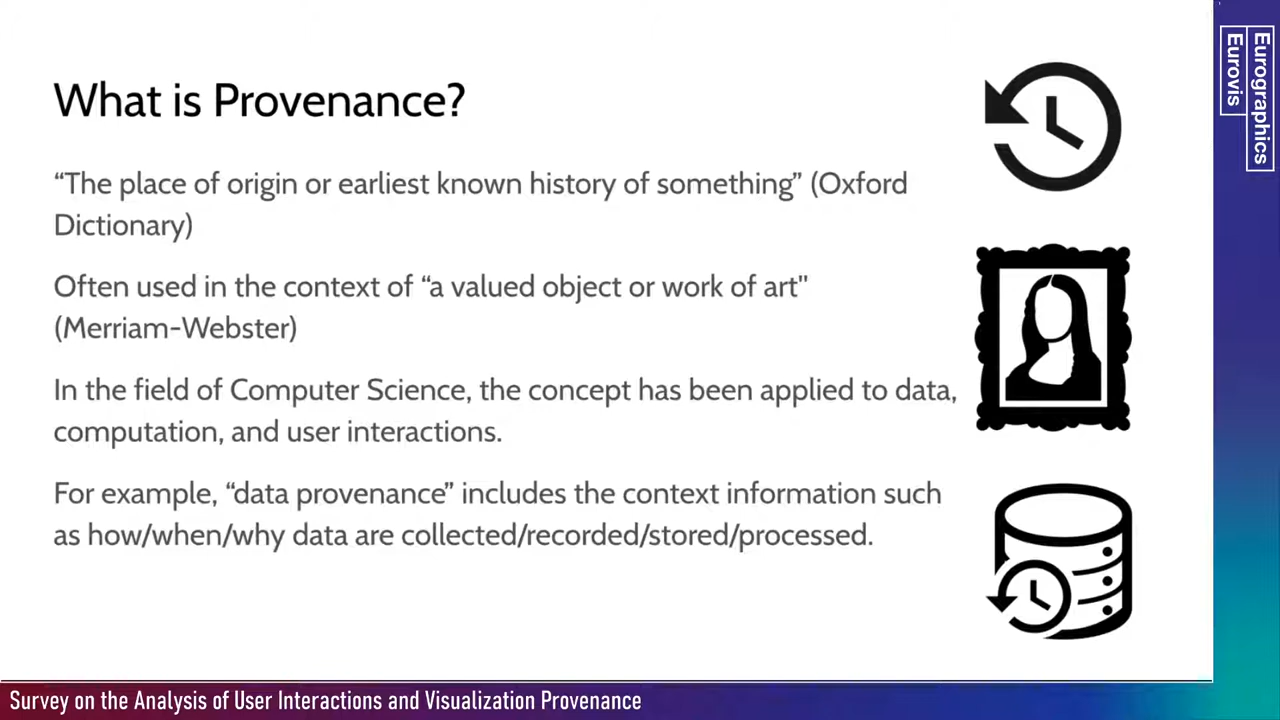 What is Provenance?
“The place of origin or earliest known history of something” (Oxford
Dictionary)
Often used in the context of “a valued object or work of art"
(Merriam-Webster)
In the field of Computer Science, the concept has been applied to data,
computation, and user interactions.
For example, “data provenance” includes the context information such
as how/when/why data are collected/recorded/stored/processed.
Eurographics
Eurovis
Survey on the Analysis of User Interactions and Visualization Provenance